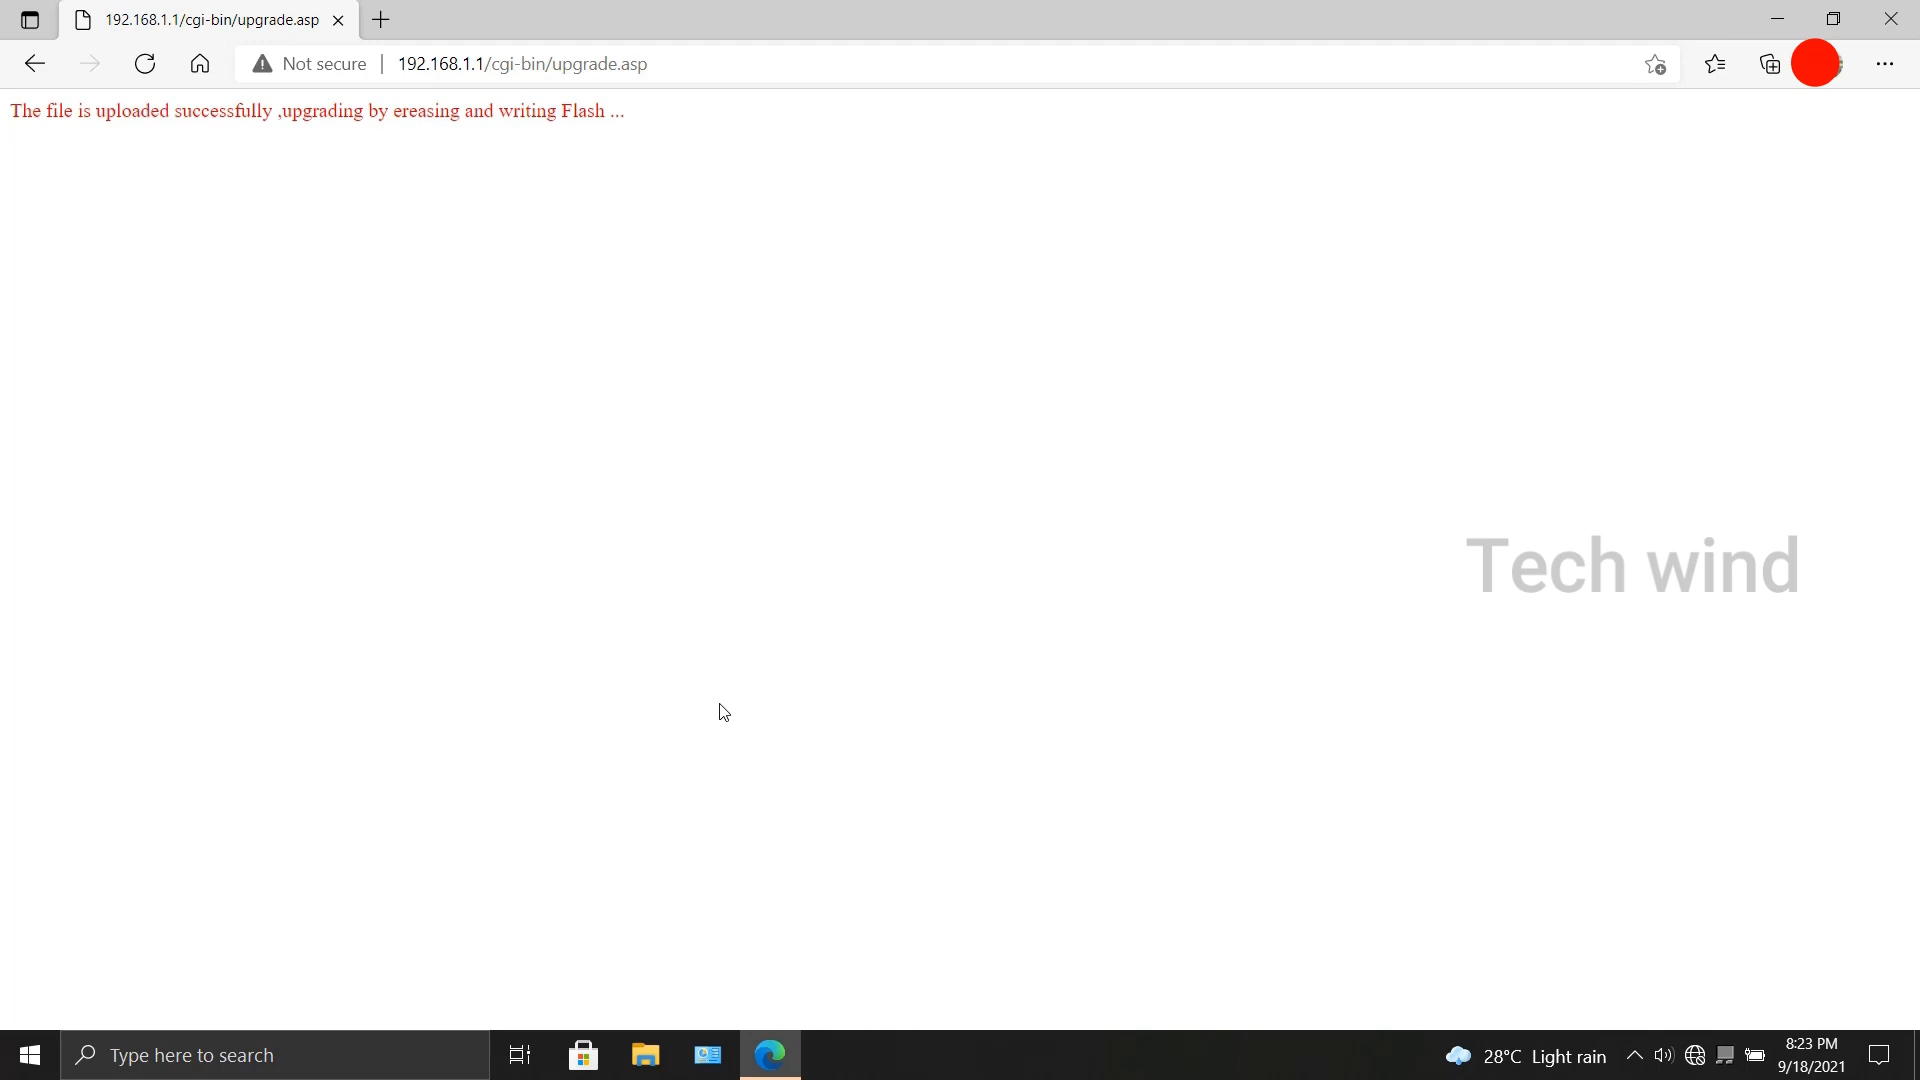 192.168.1.1/cgi-bin/upgrade.asp
Not secure
192.168.1.1/cgi-bin/upgrade.asp
The file is uploaded successfully ,upgrading by ereasing and writing Flash ...
Tech wind
Type here to search
28°C Light rain
8:23 PM
9/18/2021